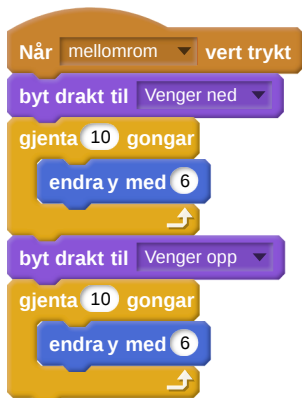 Når mellomrom vert trykt
byt drakt til Venger ned
gjenta 10 gongar
endra y med 6
byt drakt til Venger opp
gjenta 10 gongar
endra y med 6